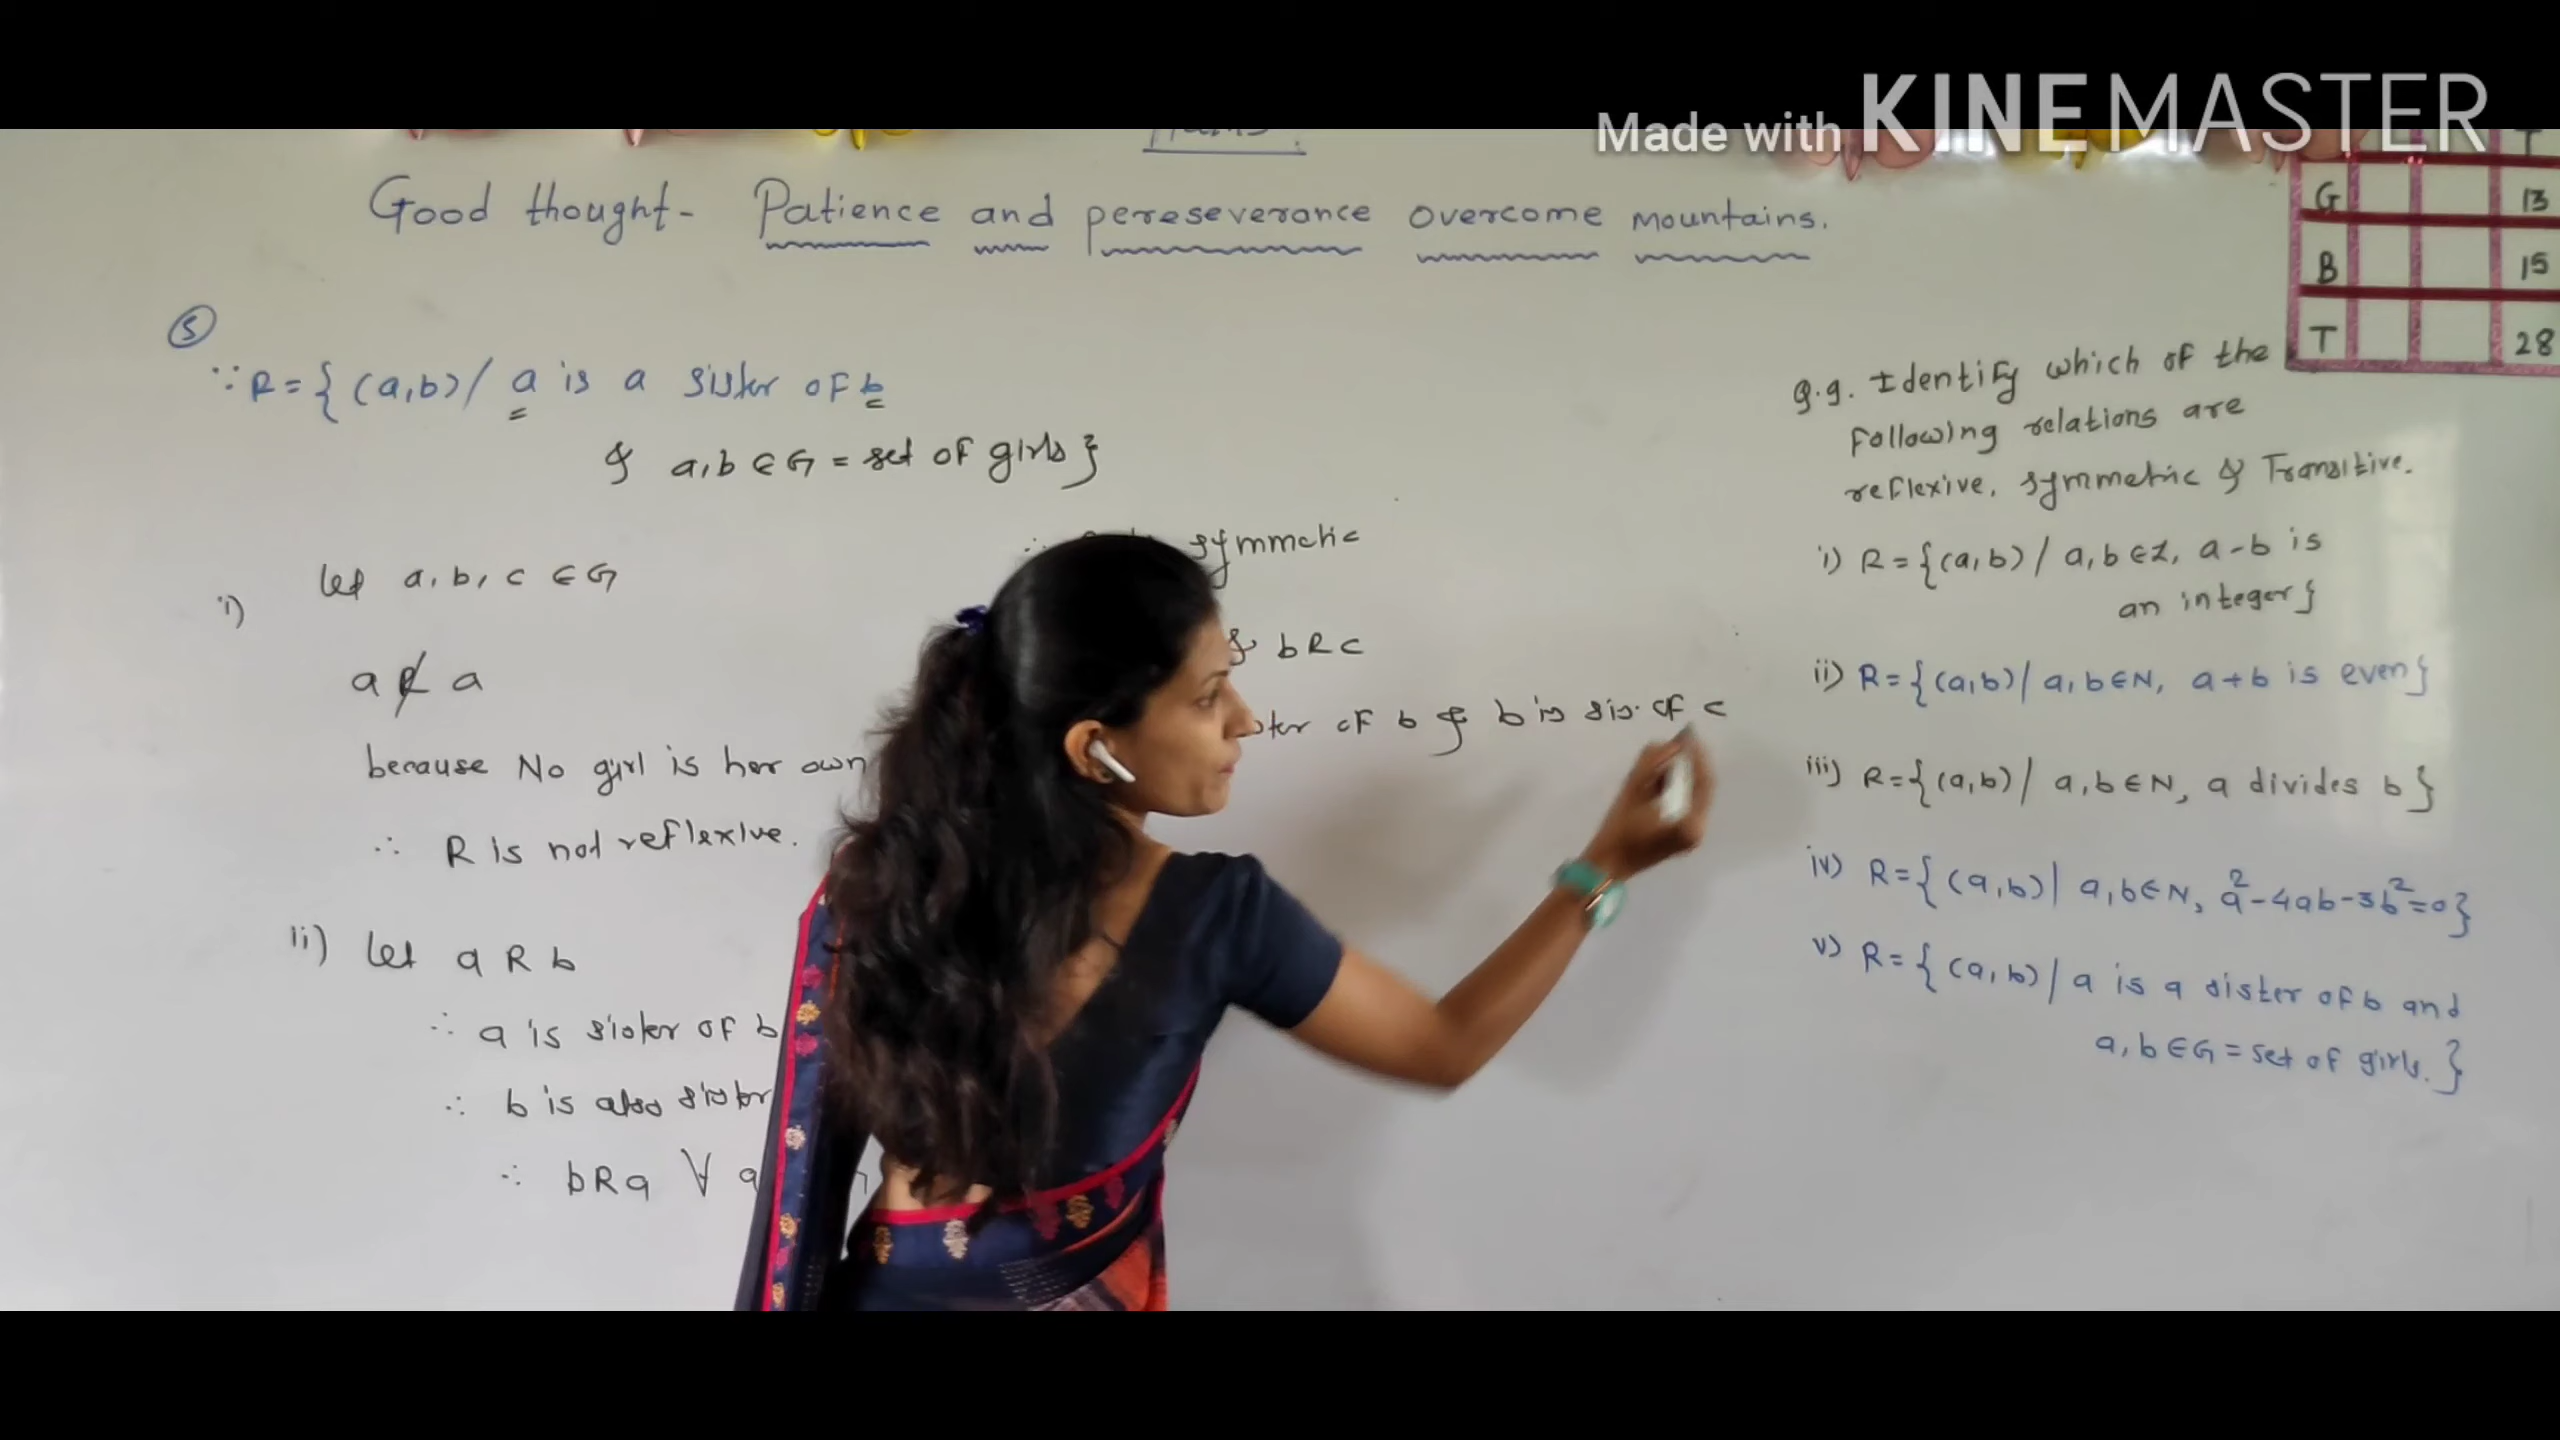 Made with KINEMASTER
Good thought- Patience and pereseverance overcome mountains.
G 13
B 15
T 28
5
∵ R = { (a,b) / a is a sister of b
& a,b ∈ G = set of girls }
i) let a, b, c ∈ G
a R̸ a
because No girl is her own
∴ R is not reflexive.
ii) let a R b
∴ a is sister of b
∴ b is also sister
∴ bRa ∀ a
symmetric
& bRc
of b & b is sis. of c
Q.9. Identify which of the
following relations are
reflexive, symmetric & Transitive.
i) R = {(a,b) / a, b ∈ Z, a-b is
an integer}
ii) R = {(a,b) / a, b ∈ N, a+b is even}
iii) R = {(a,b) / a, b ∈ N, a divides b}
iv) R = { (a,b) | a, b ∈ N, a²-4ab-3b²=0}
v) R = { (a,b) / a is a sister of b and
a, b ∈ G = set of girls. }